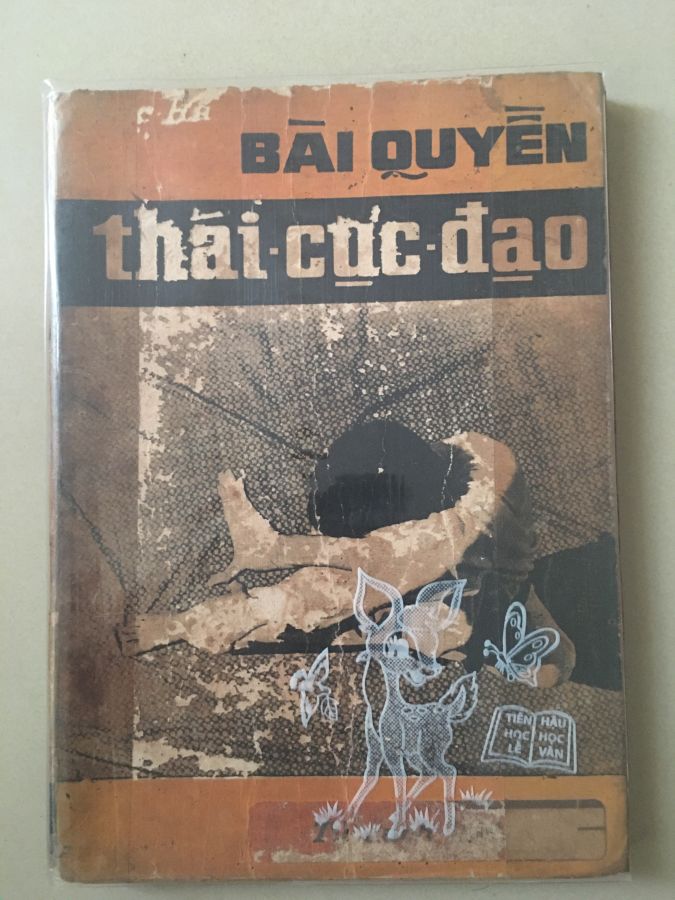 BÀI QUYỀN
thái-cực-đạo
TIÊN HỌC LỄ
HẬU HỌC VĂN